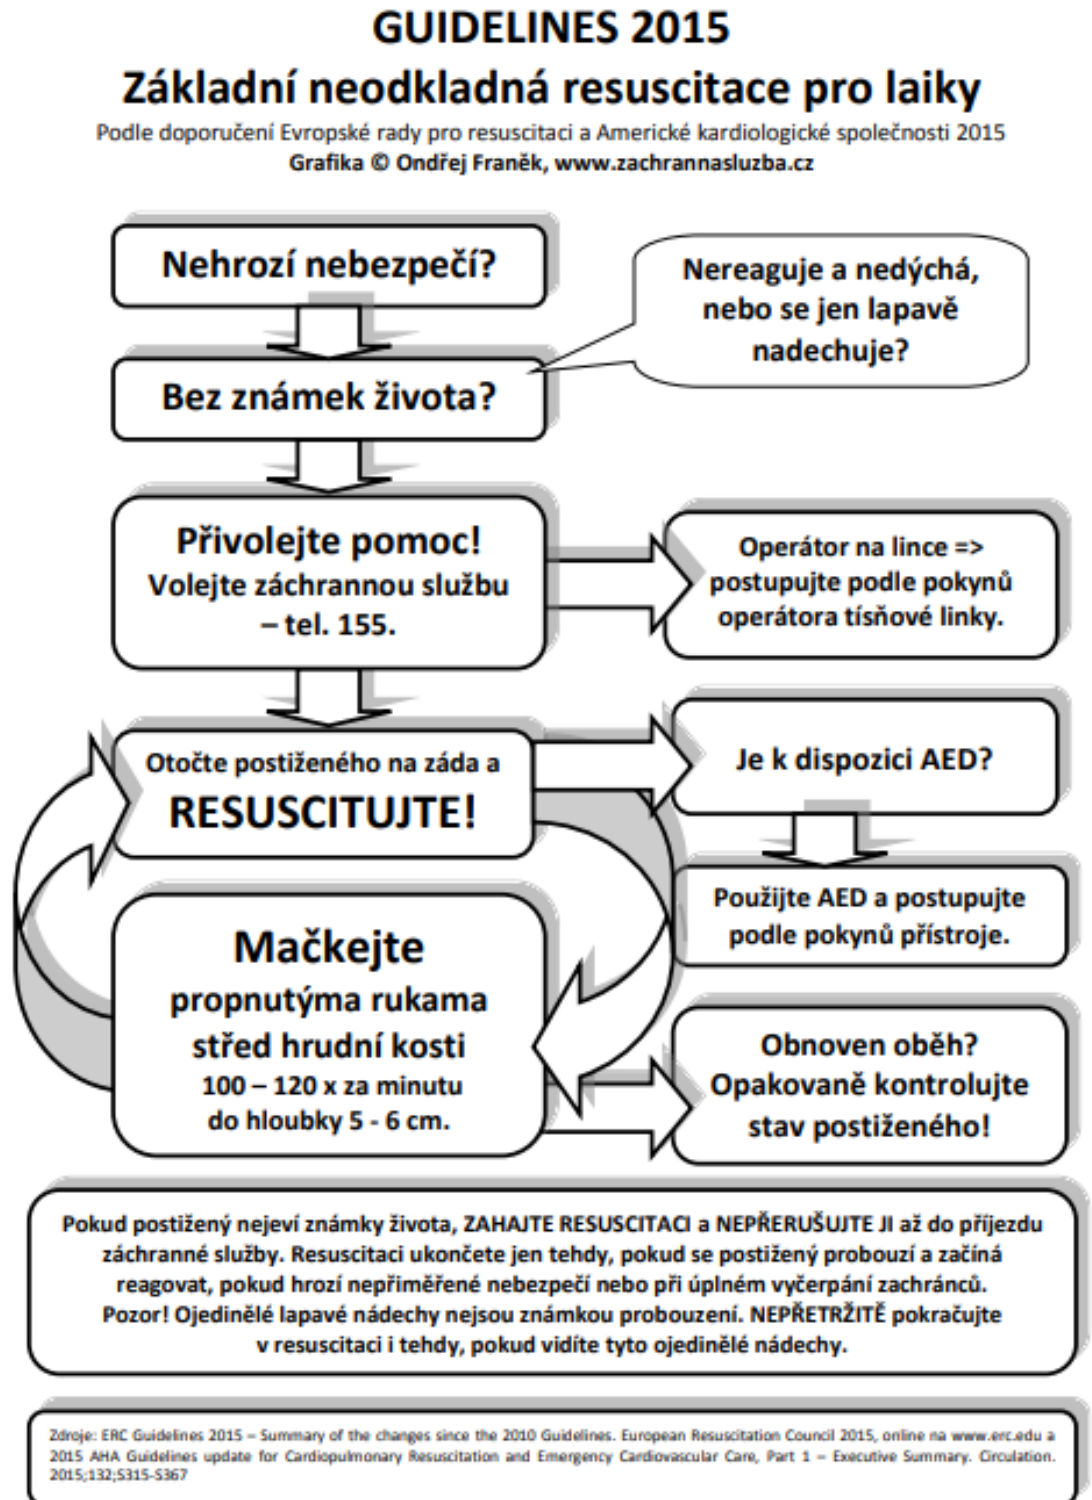 GUIDELINES 2015
Základní neodkladná resuscitace pro laiky
Podle doporučení Evropské rady pro resuscitaci a Americké kardiologické společnosti 2015
Grafika © Ondřej Franěk, www.zachrannasluzba.cz
Nehrozí nebezpečí?
Nereaguje a nedýchá,
nebo se jen lapavě
nadechuje?
Bez známek života?
Přivolejte pomoc!
Volejte záchrannou službu
– tel. 155.
Operátor na lince =>
postupujte podle pokynů
operátora tísňové linky.
Otočte postiženého na záda a
RESUSCITUJTE!
Je k dispozici AED?
Použijte AED a postupujte
podle pokynů přístroje.
Mačkejte
propnutýma rukama
střed hrudní kosti
100 – 120 x za minutu
do hloubky 5 - 6 cm.
Obnoven oběh?
Opakovaně kontrolujte
stav postiženého!
Pokud postižený nejeví známky života, ZAHAJTE RESUSCITACI a NEPŘERUŠUJTE JI až do příjezdu
záchranné služby. Resuscitaci ukončete jen tehdy, pokud se postižený probouzí a začíná
reagovat, pokud hrozí nepřiměřené nebezpečí nebo při úplném vyčerpání zachránců.
Pozor! Ojedinělé lapavé nádechy nejsou známkou probouzení. NEPŘETRŽITĚ pokračujte
v resuscitaci i tehdy, pokud vidíte tyto ojedinělé nádechy.
Zdroje: ERC Guidelines 2015 – Summary of the changes since the 2010 Guidelines. European Resuscitation Council 2015, online na www.erc.edu a
2015 AHA Guidelines update for Cardiopulmonary Resuscitation and Emergency Cardiovascular Care, Part 1 – Executive Summary. Circulation.
2015;132;S315-S367